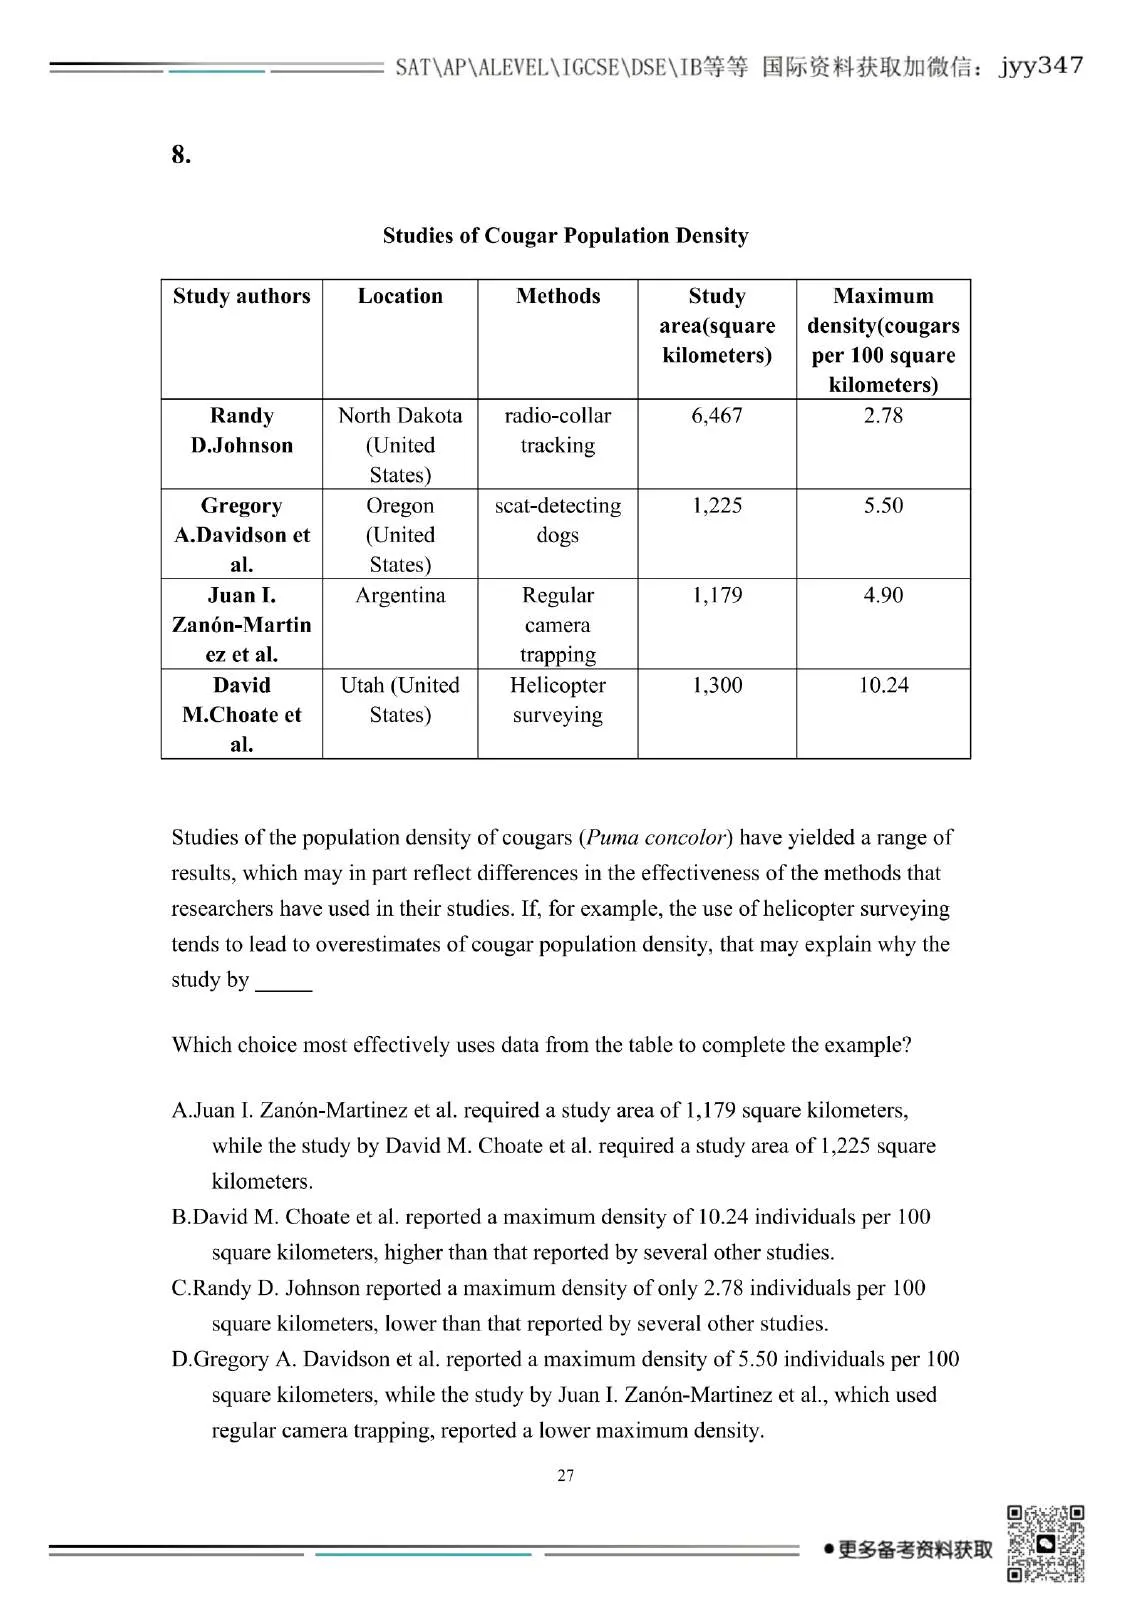 SAT\AP\ALEVEL\IGCSE\DSE\IB等等 国际资料获取加微信：jyy347
8.
Studies of Cougar Population Density
Study authors Location Methods Study area(square kilometers) Maximum density(cougars per 100 square kilometers)
Randy D.Johnson North Dakota (United States) radio-collar tracking 6,467 2.78
Gregory A.Davidson et al. Oregon (United States) scat-detecting dogs 1,225 5.50
Juan I. Zanón-Martin ez et al. Argentina Regular camera trapping 1,179 4.90
David M.Choate et al. Utah (United States) Helicopter surveying 1,300 10.24
Studies of the population density of cougars (Puma concolor) have yielded a range of
results, which may in part reflect differences in the effectiveness of the methods that
researchers have used in their studies. If, for example, the use of helicopter surveying
tends to lead to overestimates of cougar population density, that may explain why the
study by _____
Which choice most effectively uses data from the table to complete the example?
A.Juan I. Zanón-Martinez et al. required a study area of 1,179 square kilometers,
while the study by David M. Choate et al. required a study area of 1,225 square
kilometers.
B.David M. Choate et al. reported a maximum density of 10.24 individuals per 100
square kilometers, higher than that reported by several other studies.
C.Randy D. Johnson reported a maximum density of only 2.78 individuals per 100
square kilometers, lower than that reported by several other studies.
D.Gregory A. Davidson et al. reported a maximum density of 5.50 individuals per 100
square kilometers, while the study by Juan I. Zanón-Martinez et al., which used
regular camera trapping, reported a lower maximum density.
27
●更多备考资料获取